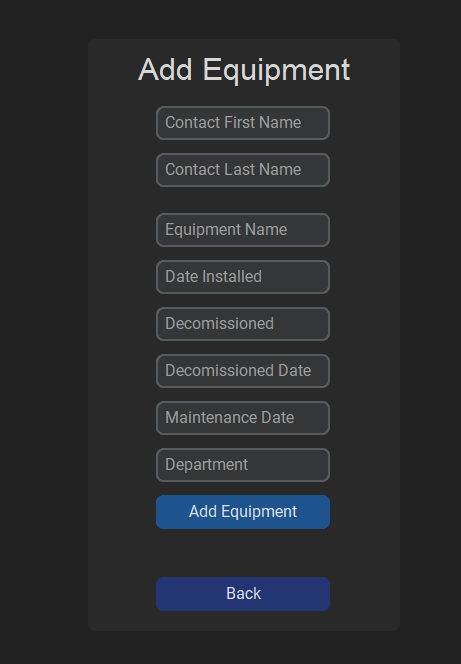 Add Equipment
Contact First Name
Contact Last Name
Equipment Name
Date Installed
Decomissioned
Decomissioned Date
Maintenance Date
Department
Add Equipment
Back